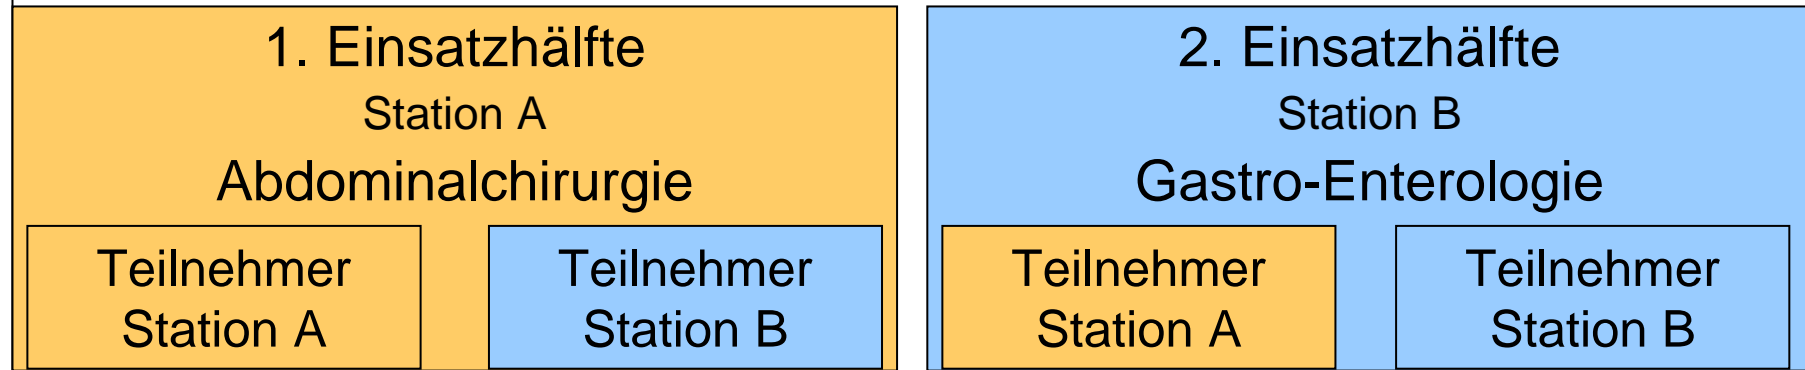 1. Einsatzhälfte
Station A
Abdominalchirurgie
Teilnehmer
Station A
Teilnehmer
Station B
2. Einsatzhälfte
Station B
Gastro-Enterologie
Teilnehmer
Station A
Teilnehmer
Station B